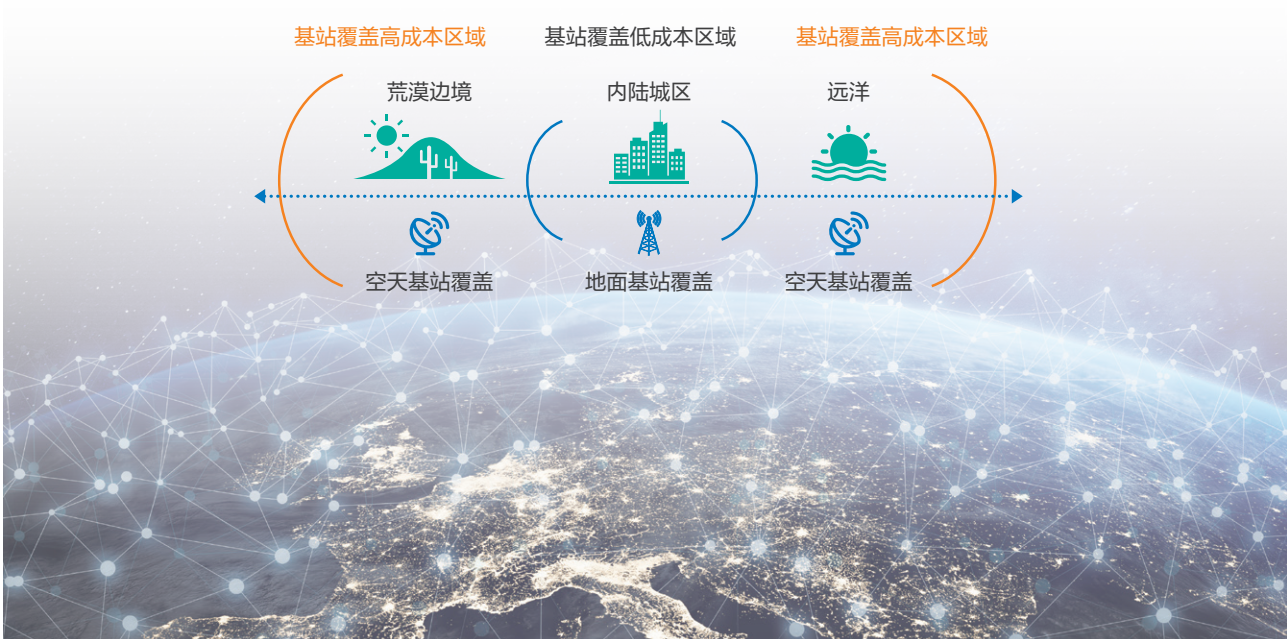 基站覆盖高成本区域
基站覆盖低成本区域
基站覆盖高成本区域
荒漠边境
内陆城区
远洋
空天基站覆盖
地面基站覆盖
空天基站覆盖